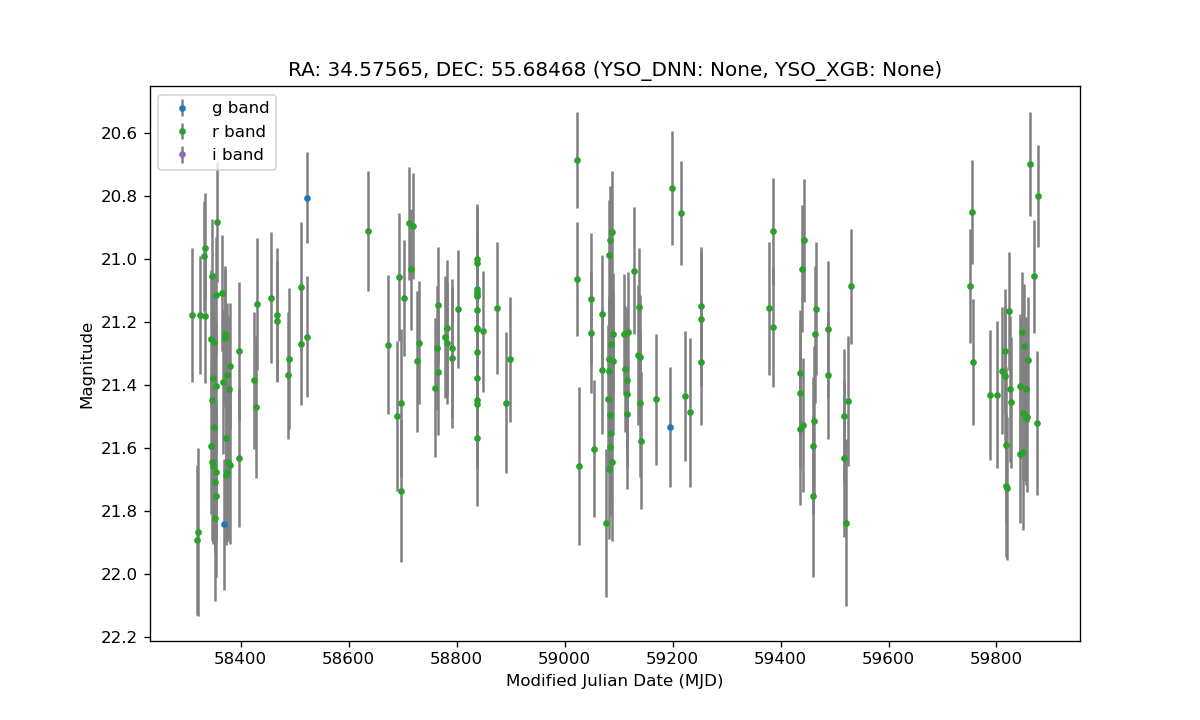 RA: 34.57565, DEC: 55.68468 (YSO_DNN: None, YSO_XGB: None)
g band
r band
i band
20.6
20.8
21.0
21.2
21.4
21.6
21.8
22.0
22.2
Magnitude
58400 58600 58800 59000 59200 59400 59600 59800
Modified Julian Date (MJD)